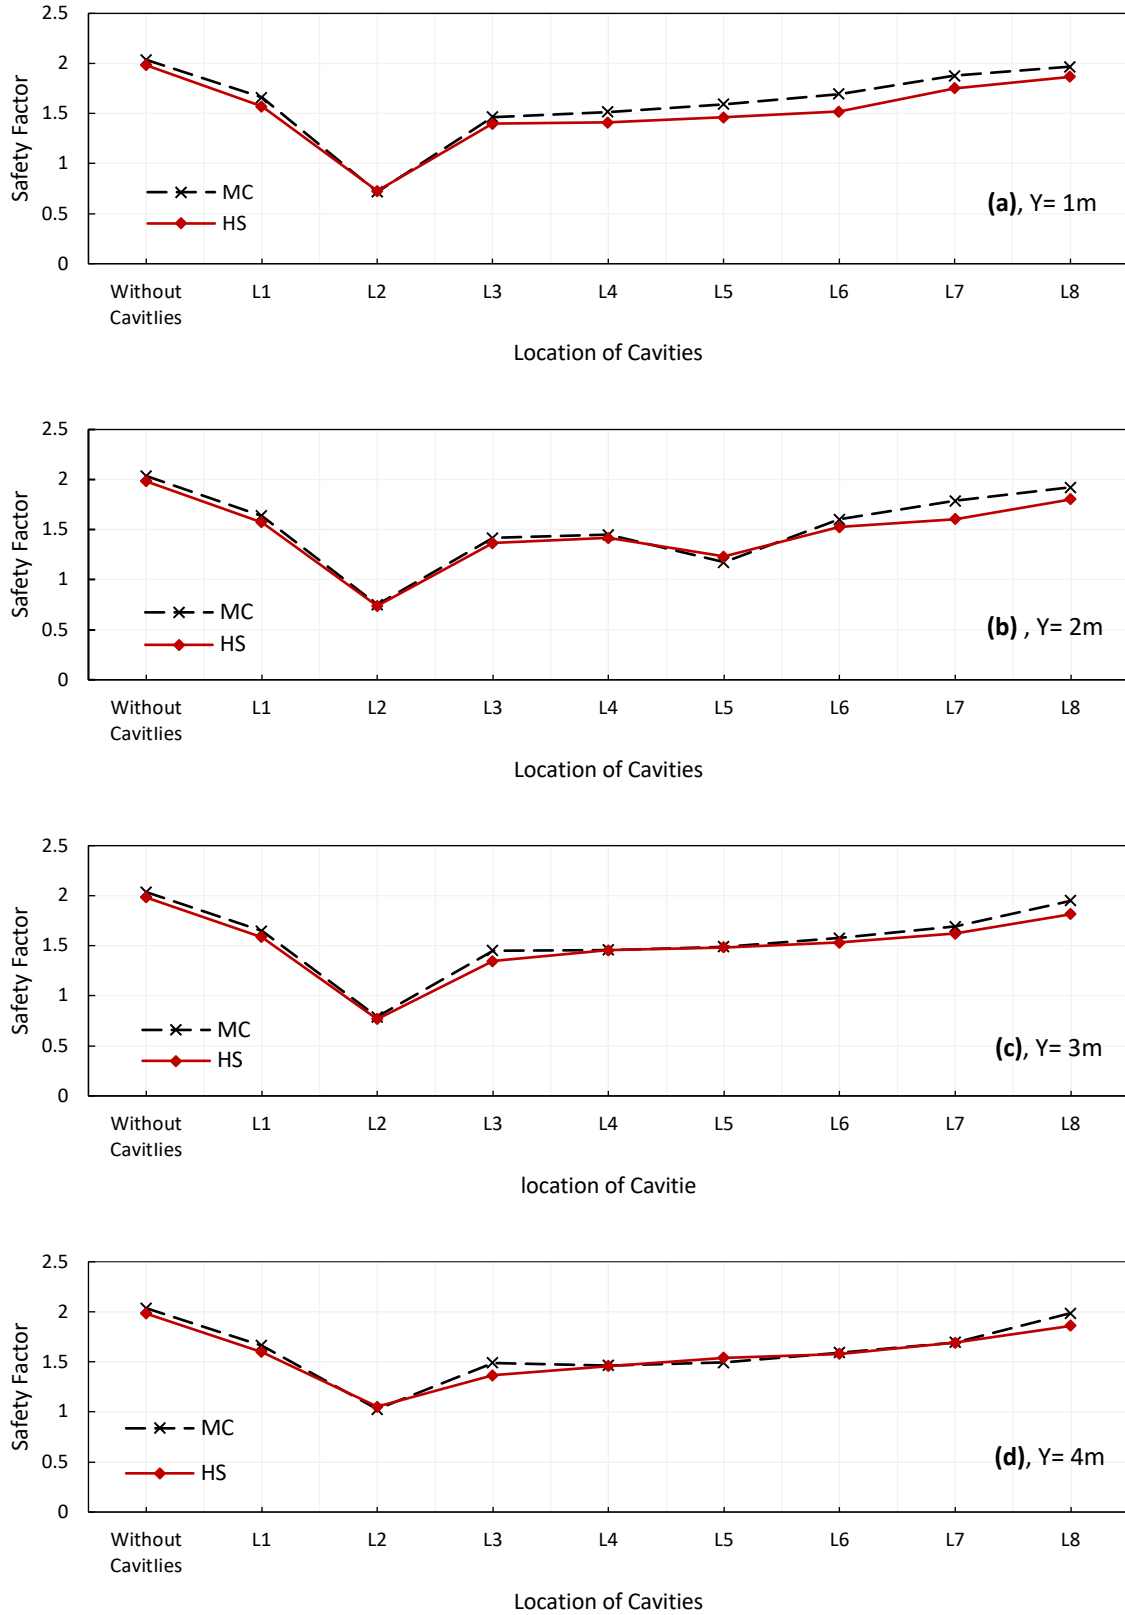 2.5
2
1.5
1
0.5
0
Safety Factor
MC
HS
(a), Y= 1m
Without L1 L2 L3 L4 L5 L6 L7 L8
CavitIies
Location of Cavities
2.5
2
1.5
1
0.5
0
Safety Factor
MC
HS
(b) , Y= 2m
Without L1 L2 L3 L4 L5 L6 L7 L8
CavitIies
Location of Cavities
2.5
2
1.5
1
0.5
0
Safety Factor
MC
HS
(c), Y= 3m
Without L1 L2 L3 L4 L5 L6 L7 L8
CavitIies
location of Cavitie
2.5
2
1.5
1
0.5
0
Safety Factor
MC
HS
(d), Y= 4m
Without L1 L2 L3 L4 L5 L6 L7 L8
CavitIies
Location of Cavities